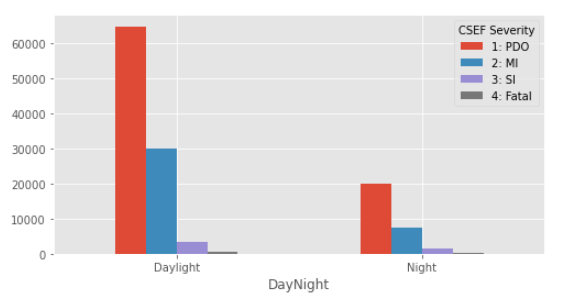 CSEF Severity
1: PDO
2: MI
3: SI
4: Fatal
60000
50000
40000
30000
20000
10000
0
Daylight
Night
DayNight